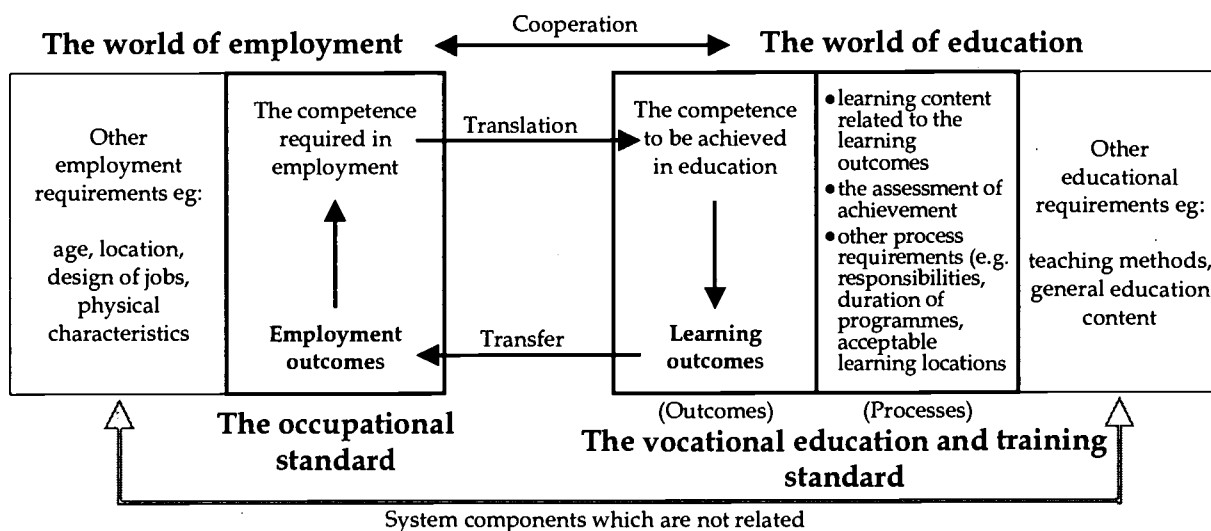 Cooperation
The world of employment
The world of education
Other
employment
requirements eg:
age, location,
design of jobs,
physical
characteristics
The competence
required in
employment
Employment
outcomes
Translation
Transfer
The competence
to be achieved
in education
Learning
outcomes
•learning content
related to the
learning
outcomes
•the assessment of
achievement
•other process
requirements (e.g.
responsibilities,
duration of
programmes,
acceptable
learning locations
Other
educational
requirements eg:
teaching methods,
general education
content
(Outcomes)
(Processes)
The occupational
standard
The vocational education and training
standard
System components which are not related